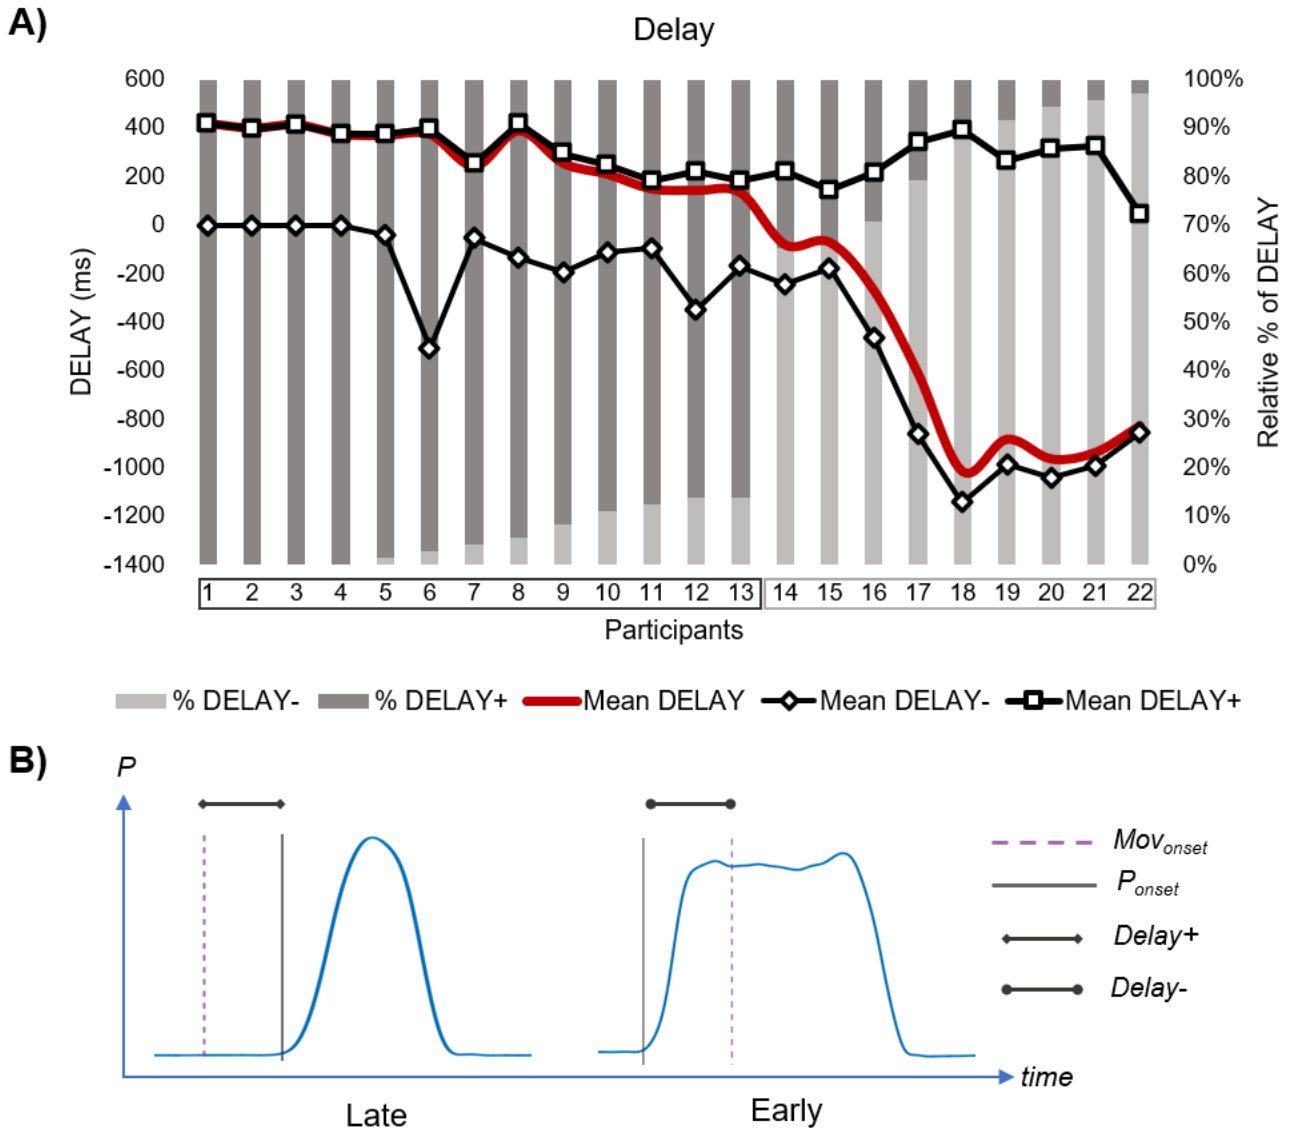 A)
Delay
600
400
200
0
-200
-400
-600
-800
-1000
-1200
-1400
DELAY (ms)
100%
90%
80%
70%
60%
50%
40%
30%
20%
10%
0%
Relative % of DELAY
1 2 3 4 5 6 7 8 9 10 11 12 13 14 15 16 17 18 19 20 21 22
Participants
% DELAY- % DELAY+ Mean DELAY Mean DELAY- Mean DELAY+
B)
P
Mov onset
P onset
Delay+
Delay-
time
Late
Early